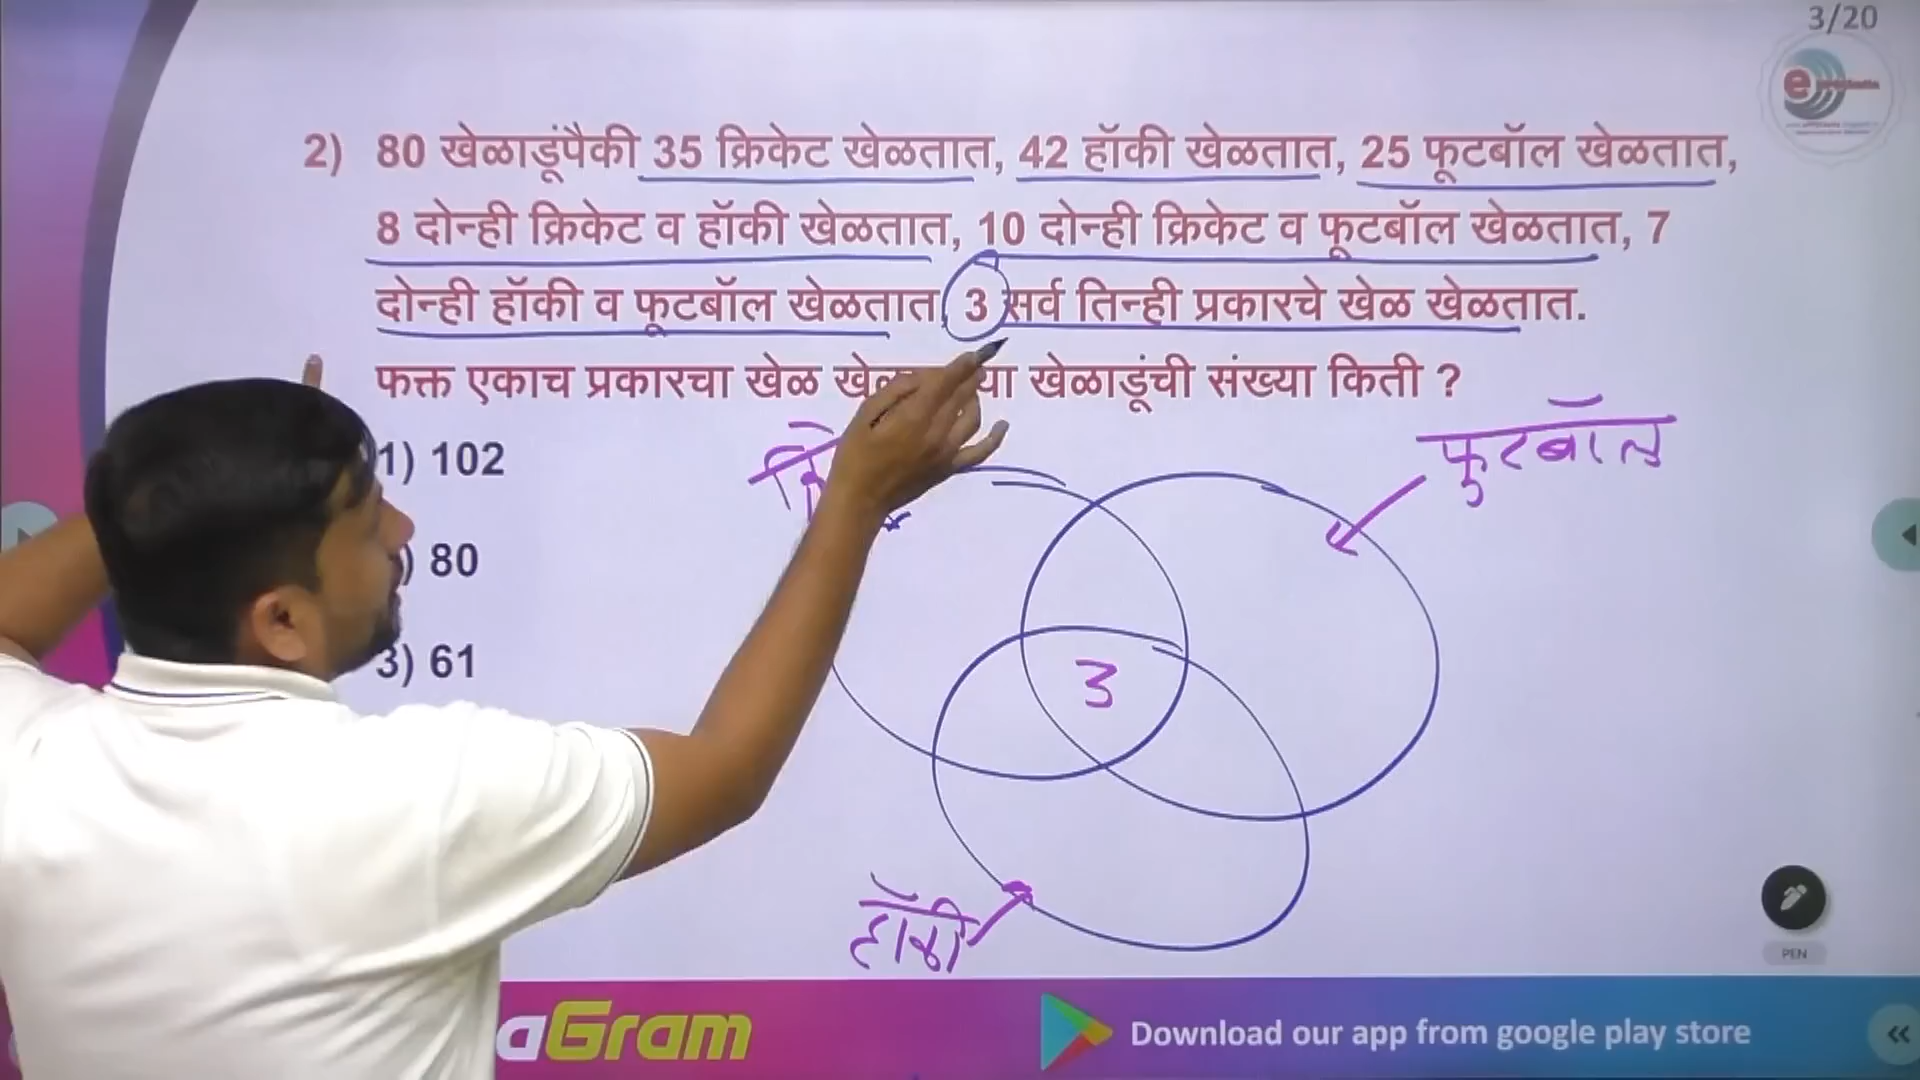 3/20
2) 80 खेळाडूंपैकी 35 क्रिकेट खेळतात, 42 हॉकी खेळतात, 25 फूटबॉल खेळतात,
8 दोन्ही क्रिकेट व हॉकी खेळतात, 10 दोन्ही क्रिकेट व फूटबॉल खेळतात, 7
दोन्ही हॉकी व फूटबॉल खेळतात, 3 सर्व तिन्ही प्रकारचे खेळ खेळतात.
फक्त एकाच प्रकारचा खेळ खेळाडूंची संख्या किती ?
1) 102
) 80
3) 61
फुटबॉल
3
हॉकी
PEN
aGram
Download our app from google play store